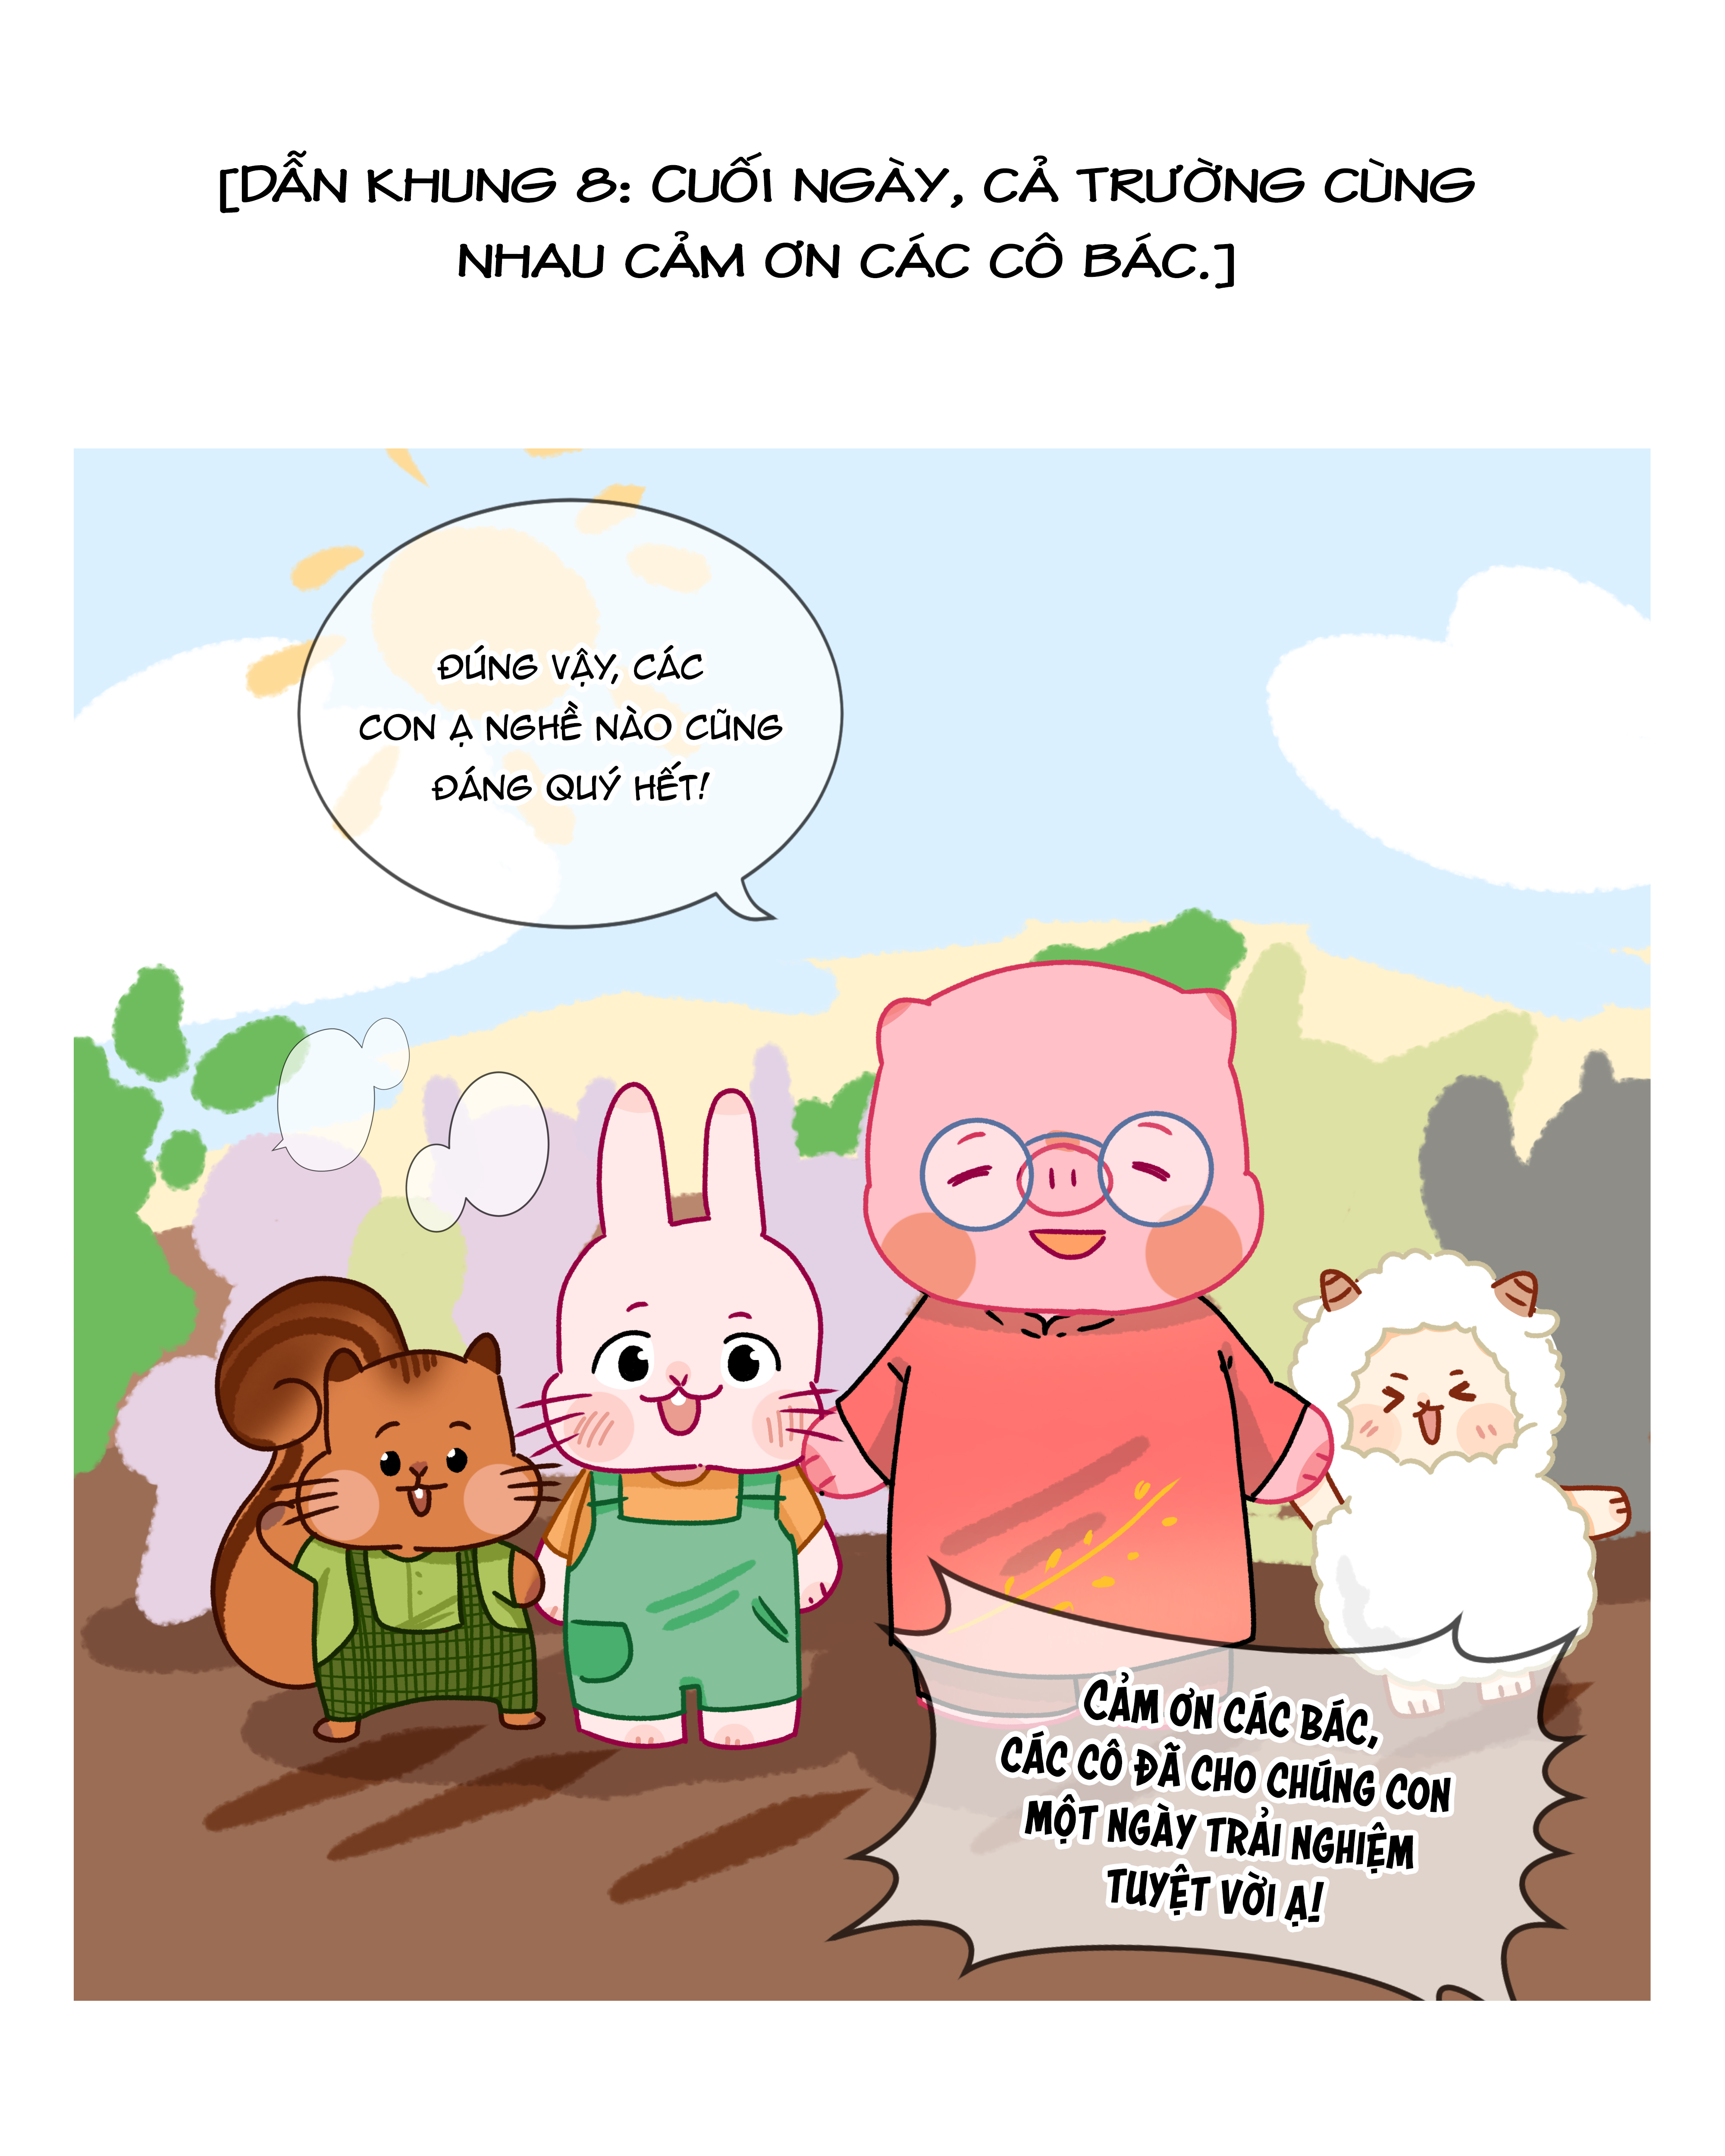 [DẪN KHUNG 8: CUỐI NGÀY, CẢ TRƯỜNG CÙNG
NHAU CẢM ƠN CÁC CÔ BÁC.]
ĐÚNG VẬY, CÁC
CON Ạ NGHỀ NÀO CŨNG
ĐÁNG QUÝ HẾT!
CẢM ƠN CÁC BÁC,
CÁC CÔ ĐÃ CHO CHÚNG CON
MỘT NGÀY TRẢI NGHIỆM
TUYỆT VỜI Ạ!